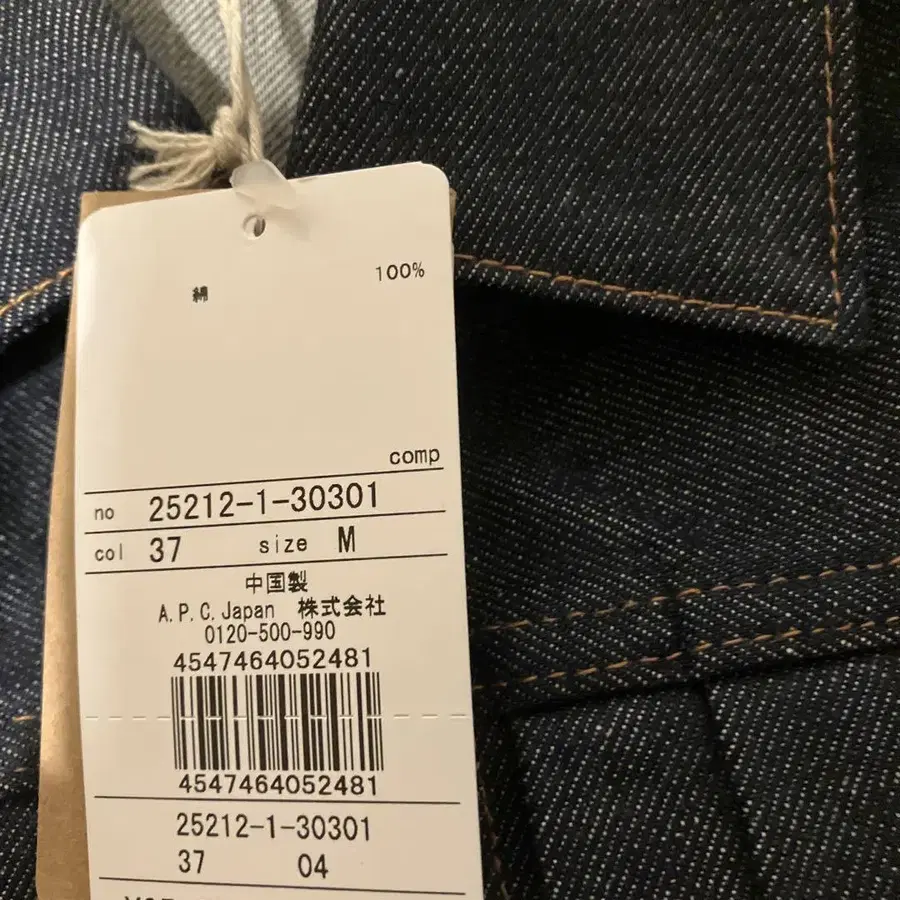 綿 100%
comp
no 25212-1-30301
col 37 size M
中国製
A.P.C.Japan 株式会社
0120-500-990
4547464052481
4547464052481
25212-1-30301
37 04